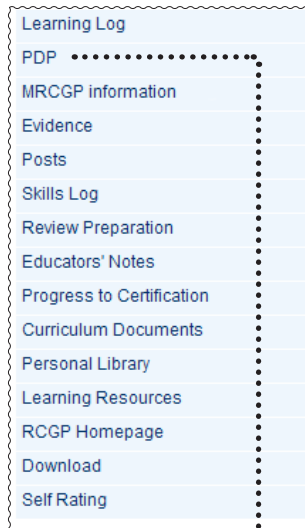 Learning Log
PDP
MRCGP information
Evidence
Posts
Skills Log
Review Preparation
Educators' Notes
Progress to Certification
Curriculum Documents
Personal Library
Learning Resources
RCGP Homepage
Download
Self Rating